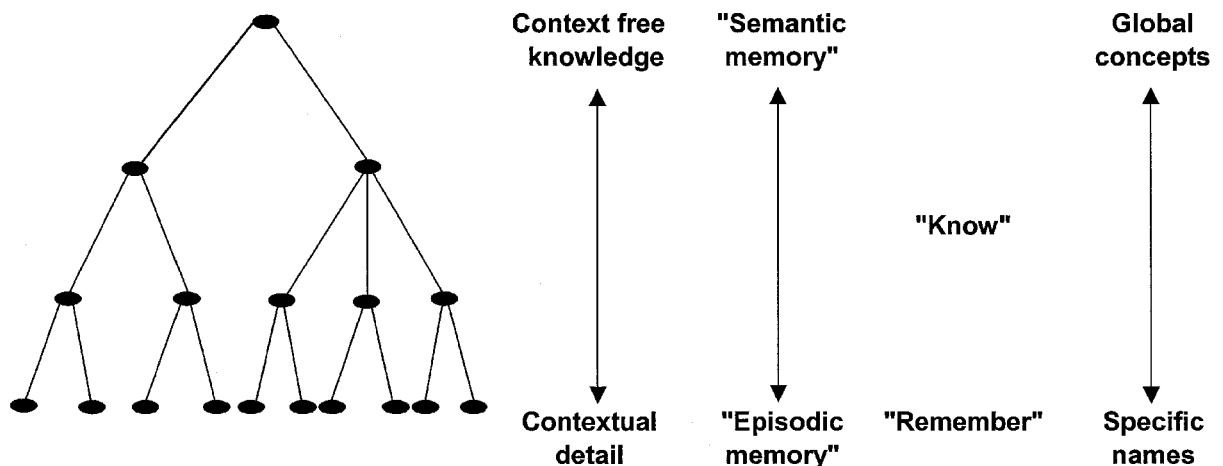 Context free
knowledge
"Semantic
memory"
Global
concepts
"Know"
Contextual
detail
"Episodic
memory"
"Remember"
Specific
names